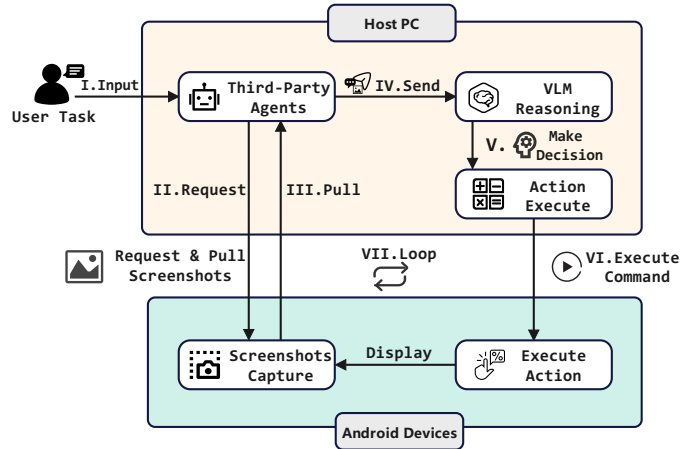 Host PC
I.Input
User Task
Third-Party
Agents
IV.Send
VLM
Reasoning
V.
Make
Decision
II.Request
III.Pull
Action
Execute
Request & Pull
Screenshots
VII.Loop
VI.Execute
Command
Screenshots
Capture
Display
Execute
Action
Android Devices